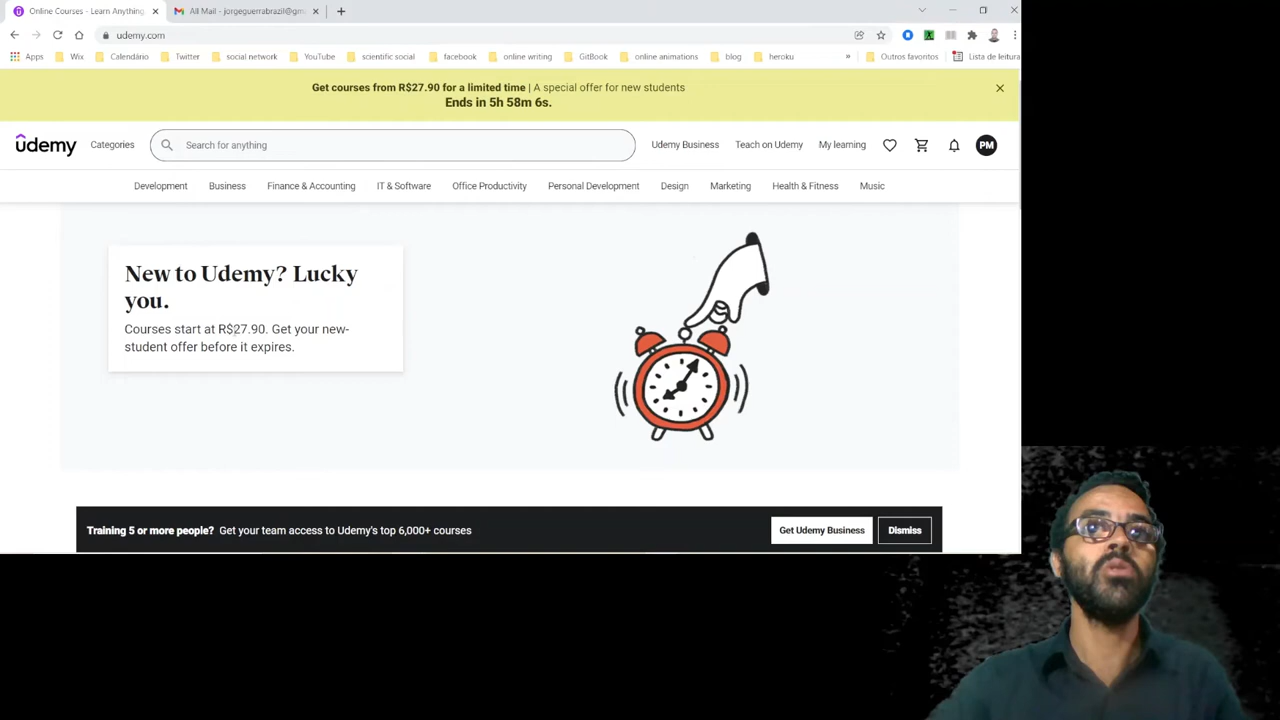 Online Courses - Learn Anything,
All Mail - jorgeguerrabrazil@gm
udemy.com
Apps
Wix
Calendário
Twitter
social network
YouTube
scientific social
facebook
online writing
GitBook
online animations
blog
heroku
»
Outros favoritos
Lista de leitura
Get courses from R$27.90 for a limited time | A special offer for new students
Ends in 5h 58m 6s.
udemy
Categories
Search for anything
Udemy Business
Teach on Udemy
My learning
PM
Development
Business
Finance & Accounting
IT & Software
Office Productivity
Personal Development
Design
Marketing
Health & Fitness
Music
New to Udemy? Lucky
you.
Courses start at R$27.90. Get your new-
student offer before it expires.
Training 5 or more people? Get your team access to Udemy's top 6,000+ courses
Get Udemy Business
Dismiss